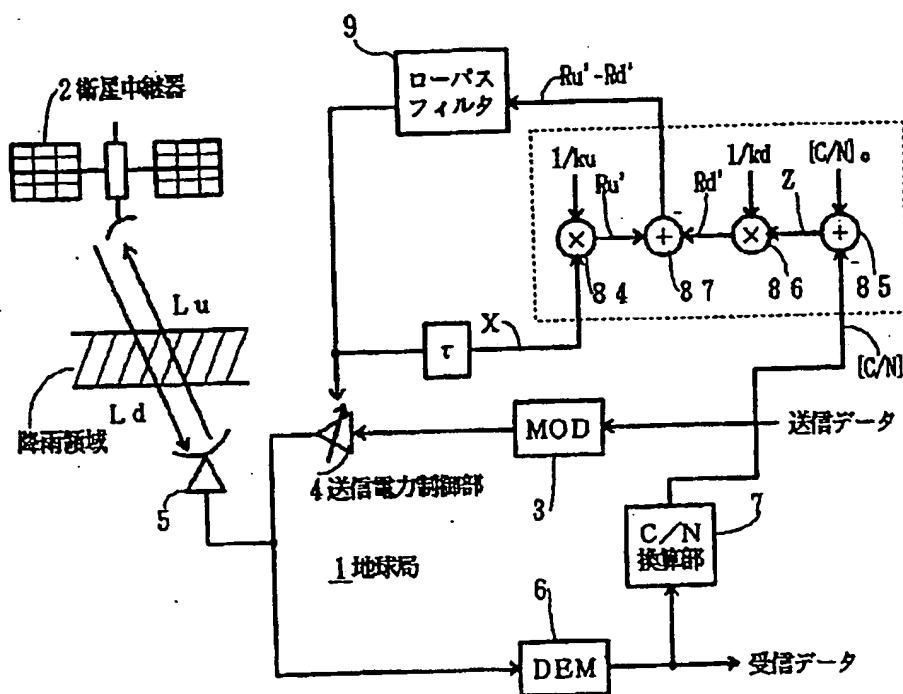 9
ローパス
フィルタ
Ru'-Rd'
2衛星中継器
1/ku
Ru'
Rd'
1/kd
Z
[C/N]。
×
+
×
+
-
-
84
87
86
85
Lu
Ld
降雨領域
τ
X
[C/N]
MOD
送信データ
4送信電力制御部
3
5
1地球局
C/N
換算部
7
6
DEM
受信データ